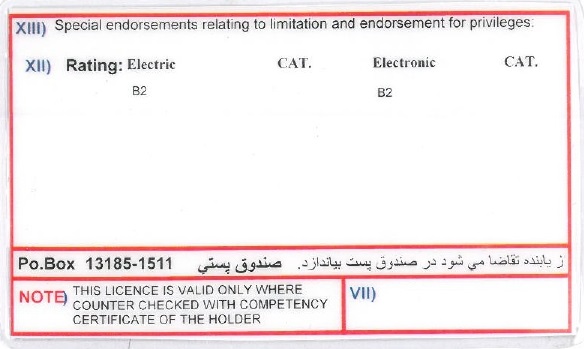 XIII) Special endorsements relating to limitation and endorsement for privileges:
XII) Rating: Electric CAT. Electronic CAT.
B2 B2
Po.Box 13185-1511 ز يابنده تقاضا مي شود در صندوق پست بياندازد. صندوق پستي
NOTE) THIS LICENCE IS VALID ONLY WHERE
COUNTER CHECKED WITH COMPETENCY
CERTIFICATE OF THE HOLDER
VII)